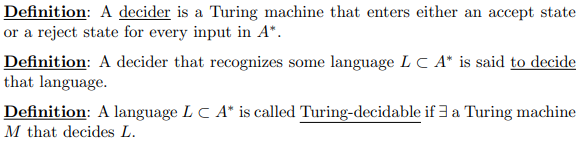 Definition: A decider is a Turing machine that enters either an accept state
or a reject state for every input in A*.
Definition: A decider that recognizes some language L ⊂ A* is said to decide
that language.
Definition: A language L ⊂ A* is called Turing-decidable if ∃ a Turing machine
M that decides L.